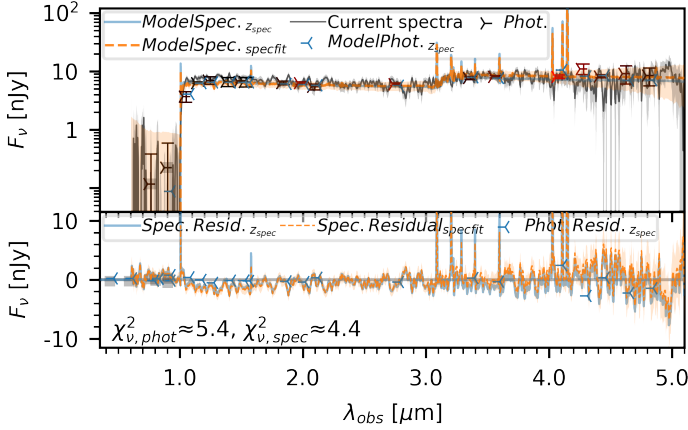 10²
ModelSpec. z_spec Current spectra Phot.
ModelSpec. specfit ModelPhot. z_spec
10
1
F_ν [nJy]
10
Spec. Resid. z_spec Spec. Residual specfit Phot. Resid. z_spec
0
F_ν [nJy]
-10
χ²_ν,phot≈5.4, χ²_ν,spec≈4.4
1.0 2.0 3.0 4.0 5.0
λ_obs [μm]